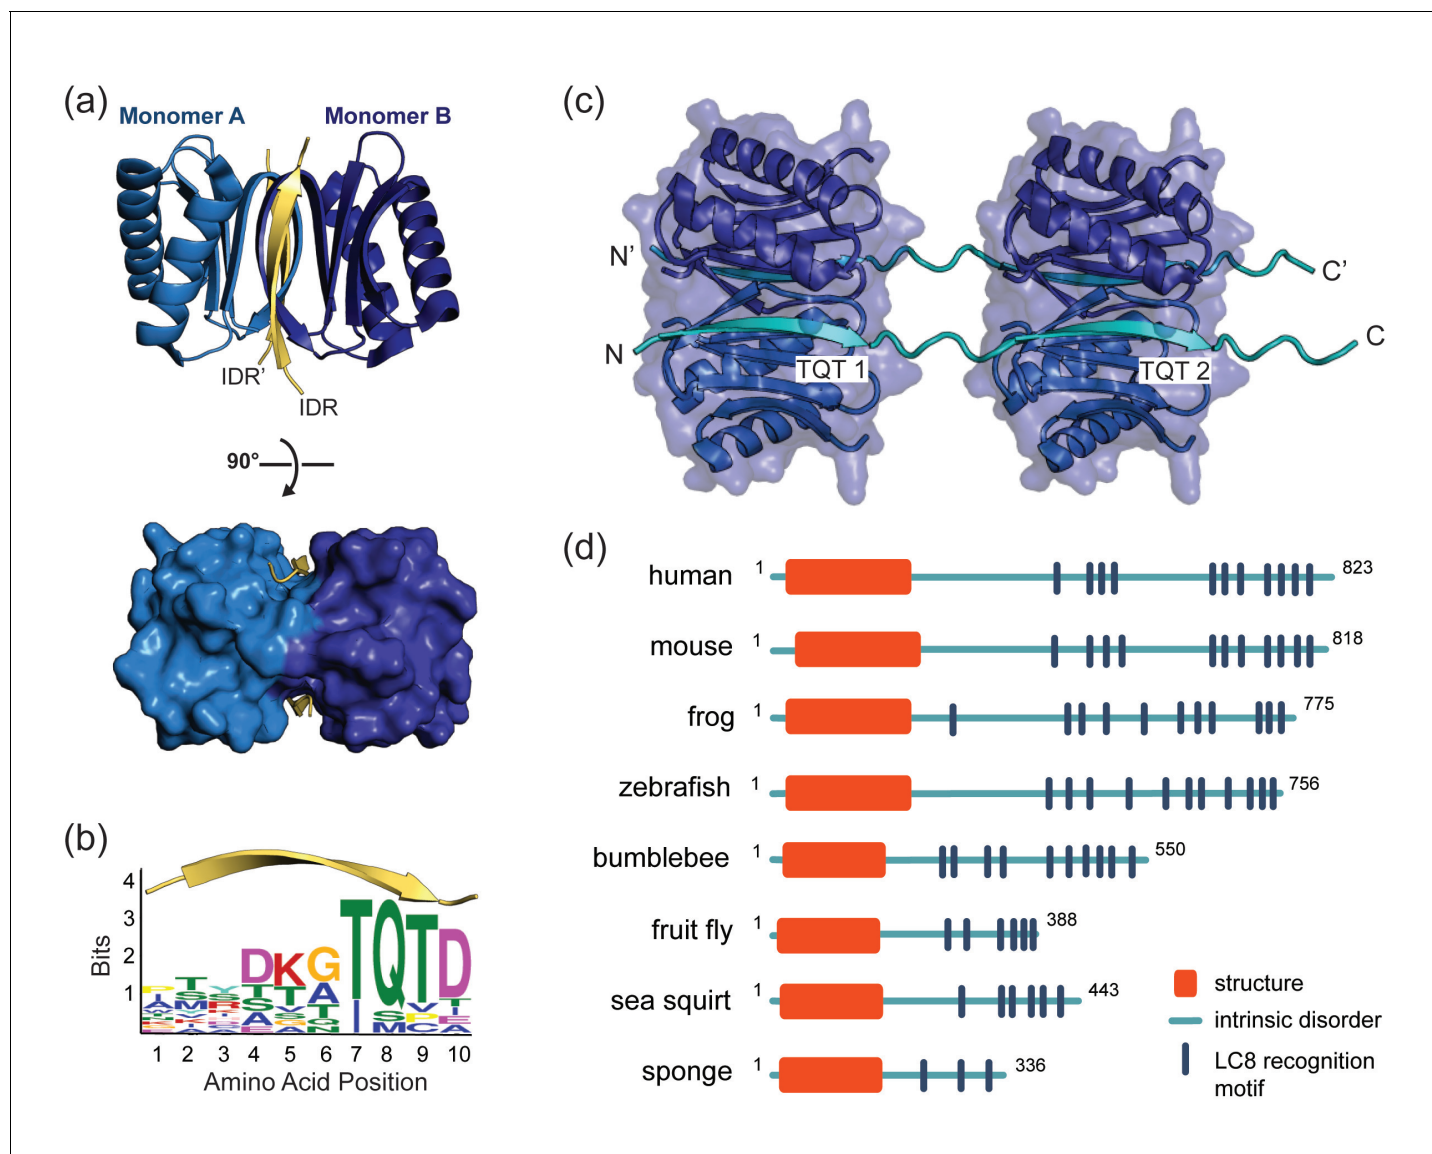 (a)
Monomer A
Monomer B
IDR'
IDR
90°
(b)
4
3
2
1
Bits
DKGTQTD
1 2 3 4 5 6 7 8 9 10
Amino Acid Position
(c)
N'
C'
N
C
TQT 1
TQT 2
(d)
human 1 823
mouse 1 818
frog 1 775
zebrafish 1 756
bumblebee 1 550
fruit fly 1 388
sea squirt 1 443
sponge 1 336
structure
intrinsic disorder
LC8 recognition
motif